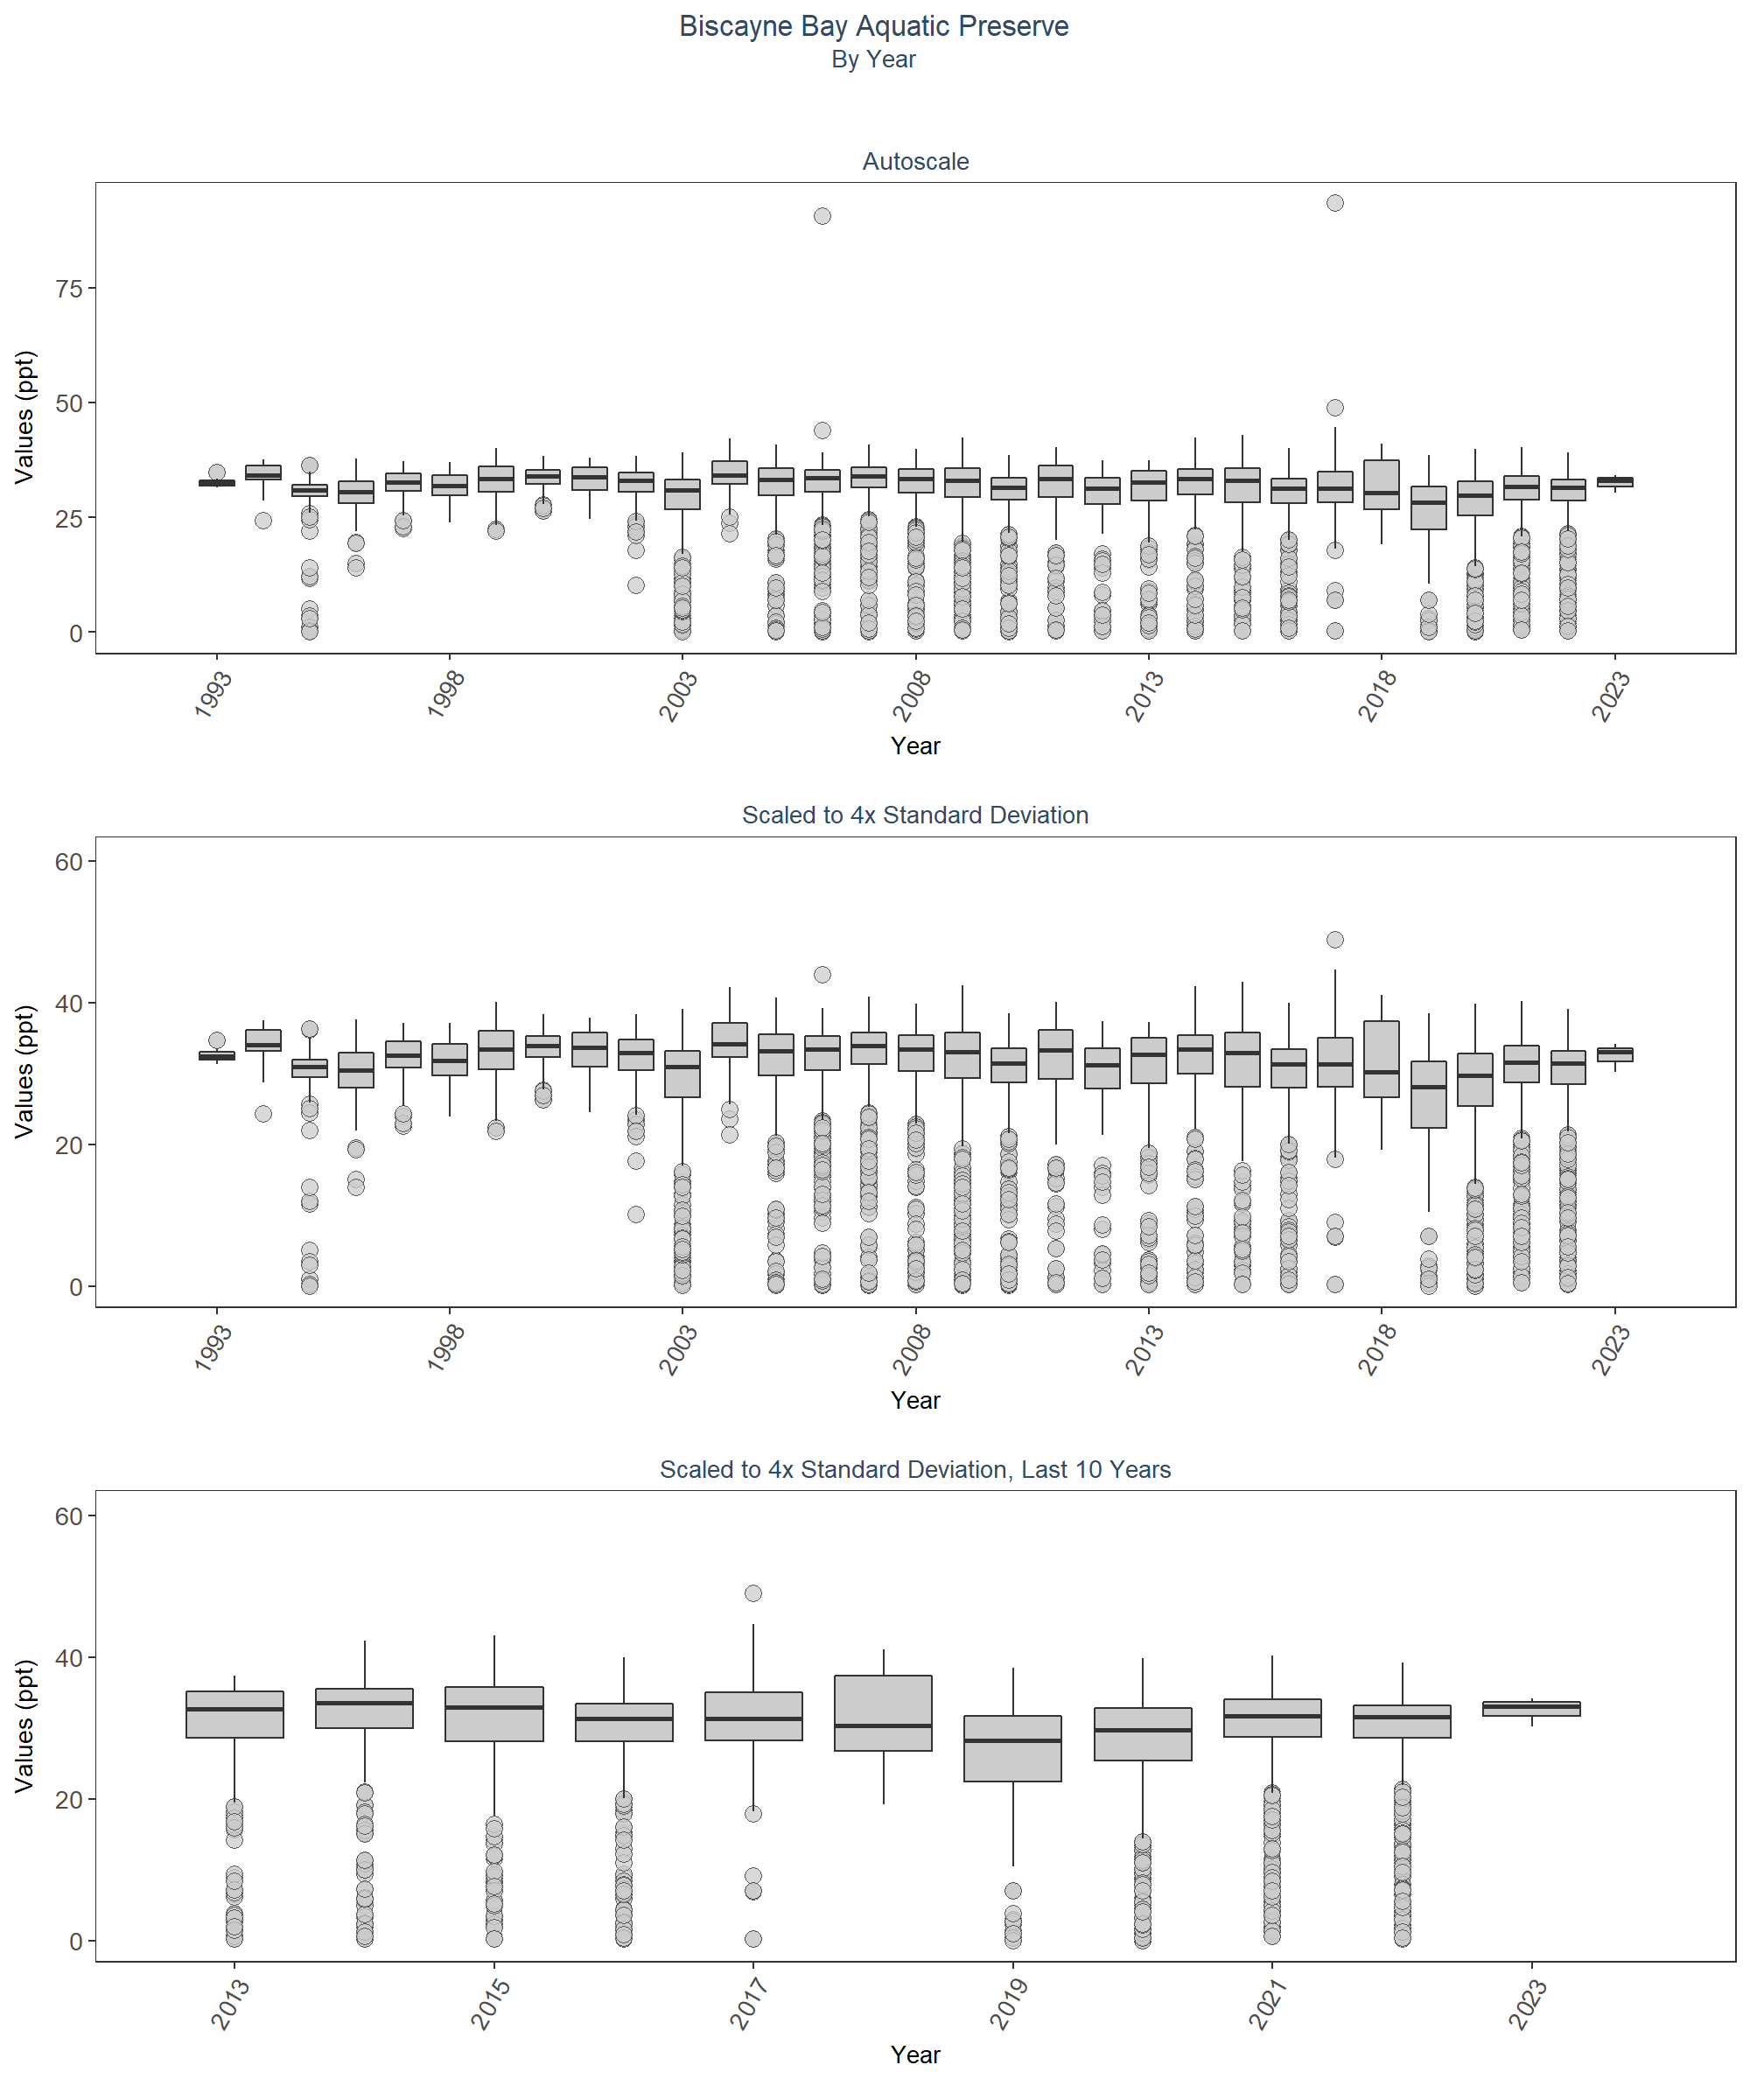 Biscayne Bay Aquatic Preserve
By Year
Autoscale
Values (ppt)
75
50
25
0
1993 1998 2003 2008 2013 2018 2023
Year
Scaled to 4x Standard Deviation
Values (ppt)
60
40
20
0
1993 1998 2003 2008 2013 2018 2023
Year
Scaled to 4x Standard Deviation, Last 10 Years
Values (ppt)
60
40
20
0
2013 2015 2017 2019 2021 2023
Year